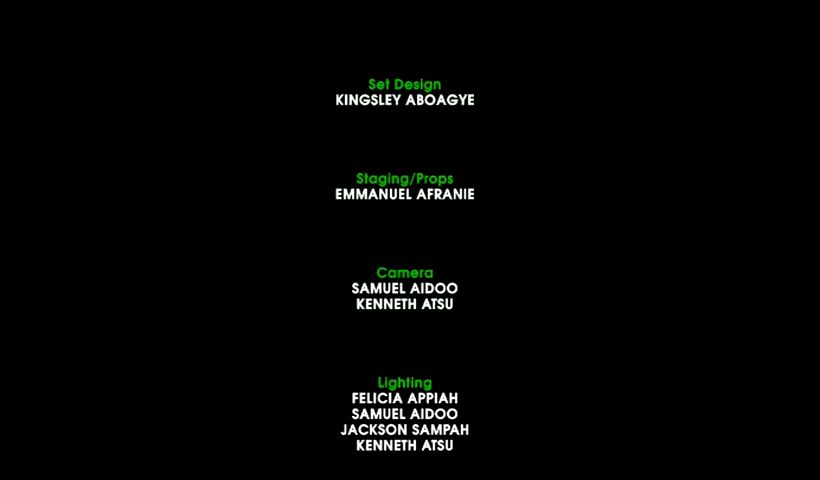 Set Design
KINGSLEY ABOAGYE
Staging/Props
EMMANUEL AFRANIE
Camera
SAMUEL AIDOO
KENNETH ATSU
Lighting
FELICIA APPIAH
SAMUEL AIDOO
JACKSON SAMPAH
KENNETH ATSU